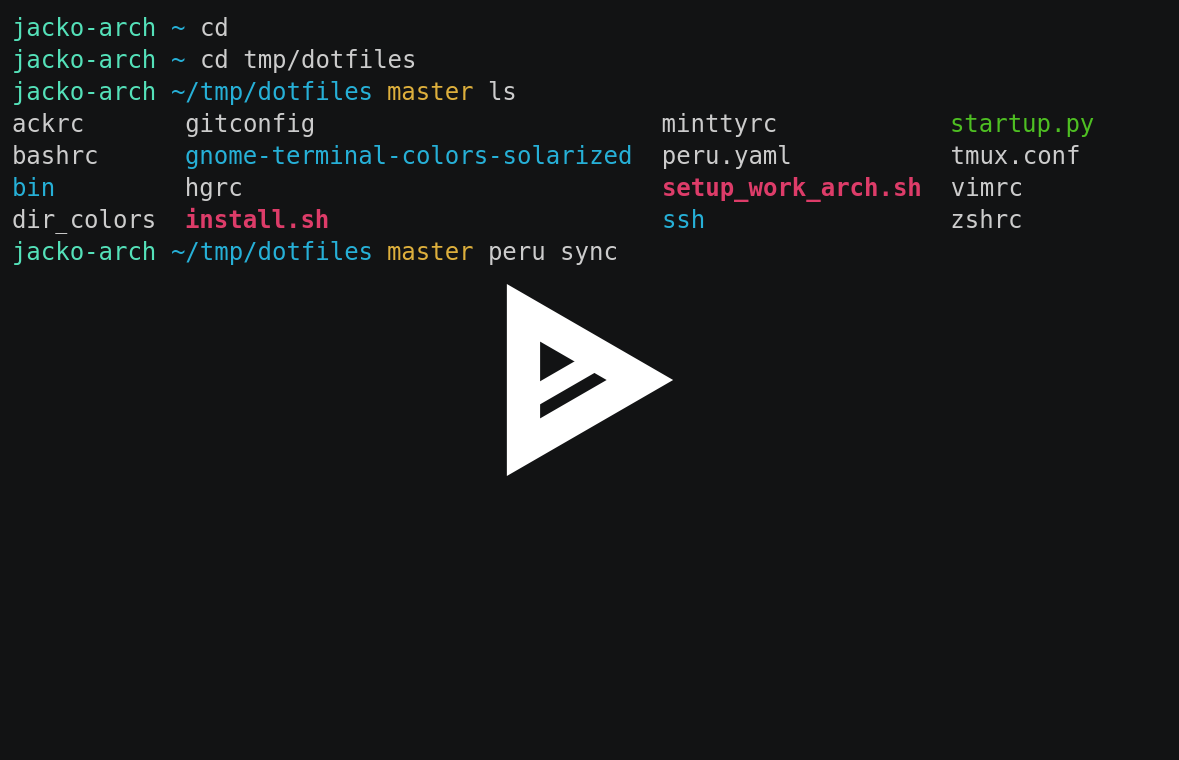 jacko-arch ~ cd
jacko-arch ~ cd tmp/dotfiles
jacko-arch ~/tmp/dotfiles master ls
ackrc       gitconfig                        minttyrc            startup.py
bashrc      gnome-terminal-colors-solarized  peru.yaml           tmux.conf
bin         hgrc                             setup_work_arch.sh  vimrc
dir_colors  install.sh                       ssh                 zshrc
jacko-arch ~/tmp/dotfiles master peru sync